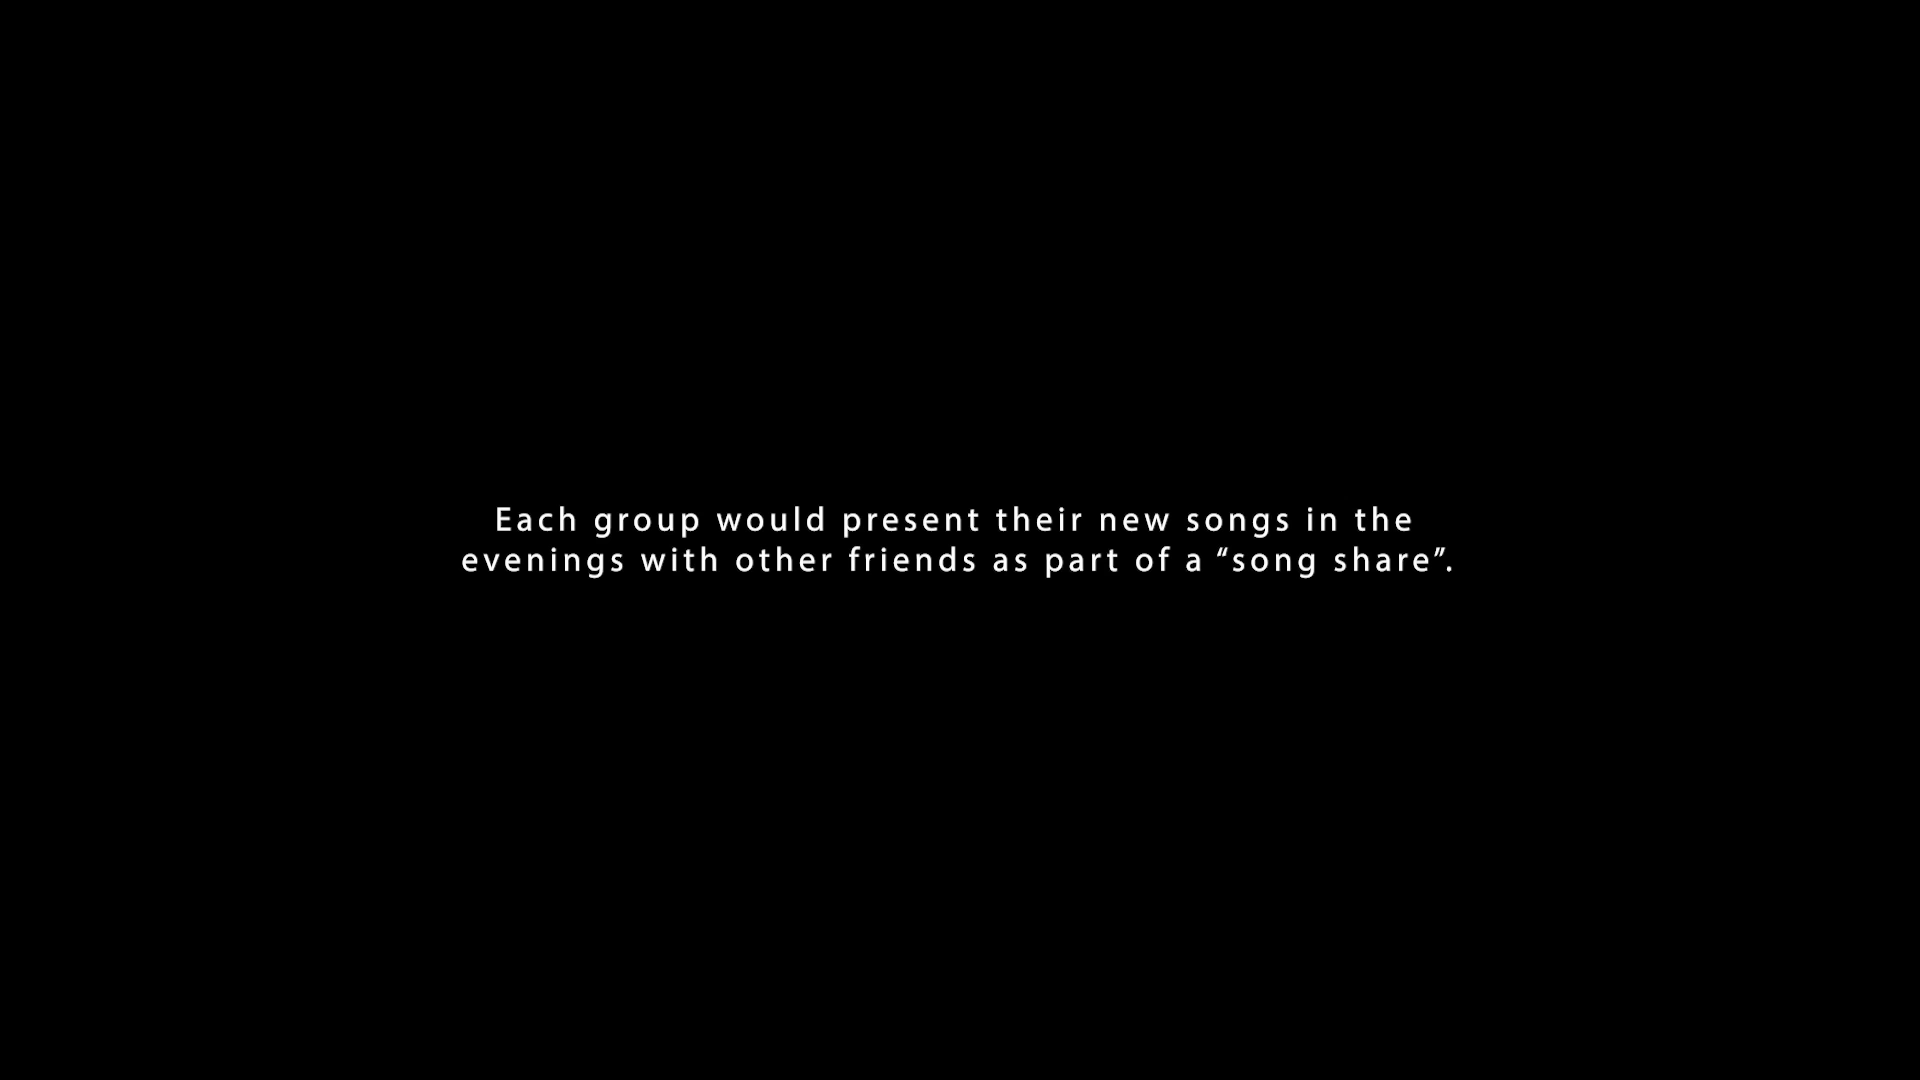 Each group would present their new songs in the
evenings with other friends as part of a “song share”.